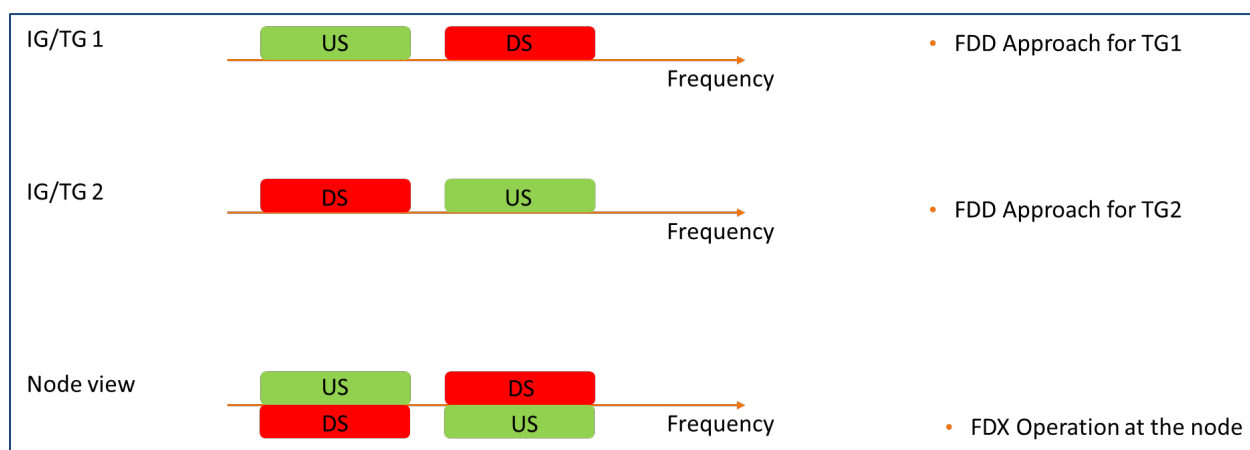 IG/TG 1
US
DS
Frequency
• FDD Approach for TG1
IG/TG 2
DS
US
Frequency
• FDD Approach for TG2
Node view
US
DS
DS
US
Frequency
• FDX Operation at the node